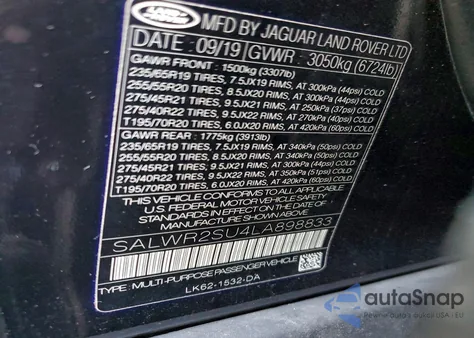 LAND ROVER
MFD BY JAGUAR LAND ROVER LTD
DATE: 09/19 GVWR 3050kg (6724lb)
GAWR FRONT: 1500kg (3307lb)
235/65R19 TIRES, 7.5JX19 RIMS, AT 300kPa (44psi) COLD
255/55R20 TIRES, 8.5JX20 RIMS, AT 300kPa (44psi) COLD
275/45R21 TIRES, 9.5JX21 RIMS, AT 250kPa (37psi) COLD
275/40R22 TIRES, 9.5JX22 RIMS, AT 270kPa (40psi) COLD
T195/70R20 TIRES, 6.0JX20 RIMS, AT 420kPa (60psi) COLD
GAWR REAR: 1775kg (3913lb)
235/65R19 TIRES, 7.5JX19 RIMS, AT 340kPa (50psi) COLD
255/55R20 TIRES, 8.5JX20 RIMS, AT 340kPa (50psi) COLD
275/45R21 TIRES, 9.5JX21 RIMS, AT 300kPa (44psi) COLD
275/40R22 TIRES, 9.5JX22 RIMS, AT 350kPa (51psi) COLD
T195/70R20 TIRES, 6.0JX20 RIMS, AT 420kPa (60psi) COLD
THIS VEHICLE CONFORMS TO ALL APPLICABLE
U.S. FEDERAL MOTOR VEHICLE
SAFETY STANDARDS IN EFFECT ON THE DATE
OF MANUFACTURE SHOWN ABOVE
SALWR2SU4LA898833
TYPE: MULTI-PURPOSE PASSENGER VEHICLE
LK62-1532-DA
autoSnap
Pewne auto z aukcji USA i EU